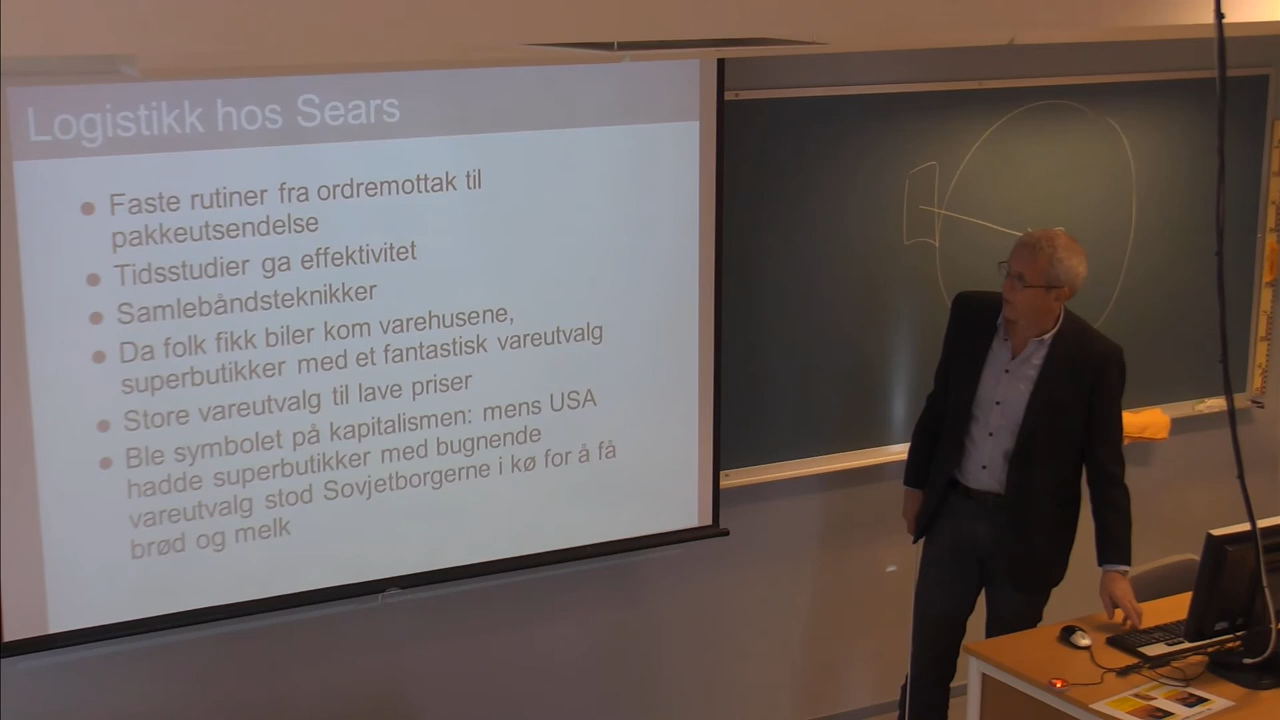 Logistikk hos Sears
Faste rutiner fra ordremottak til
pakkeutsendelse
Tidsstudier ga effektivitet
Samlebåndsteknikker
Da folk fikk biler kom varehusene,
superbutikker med et fantastisk vareutvalg
Store vareutvalg til lave priser
Ble symbolet på kapitalismen: mens USA
hadde superbutikker med bugnende
vareutvalg stod Sovjetborgerne i kø for å få
brød og melk